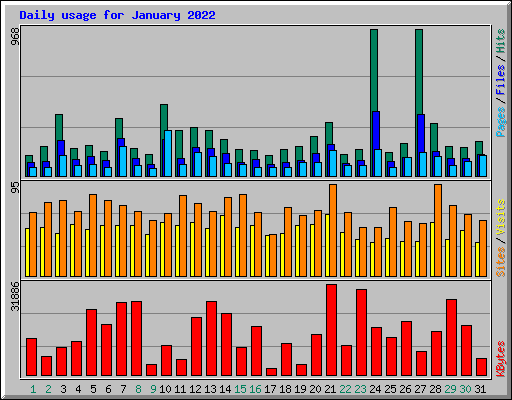 Daily usage for January 2022
968
Pages / Files / Hits
95
Sites / Visits
31886
KBytes
1 2 3 4 5 6 7 8 9 10 11 12 13 14 15 16 17 18 19 20 21 22 23 24 25 26 27 28 29 30 31